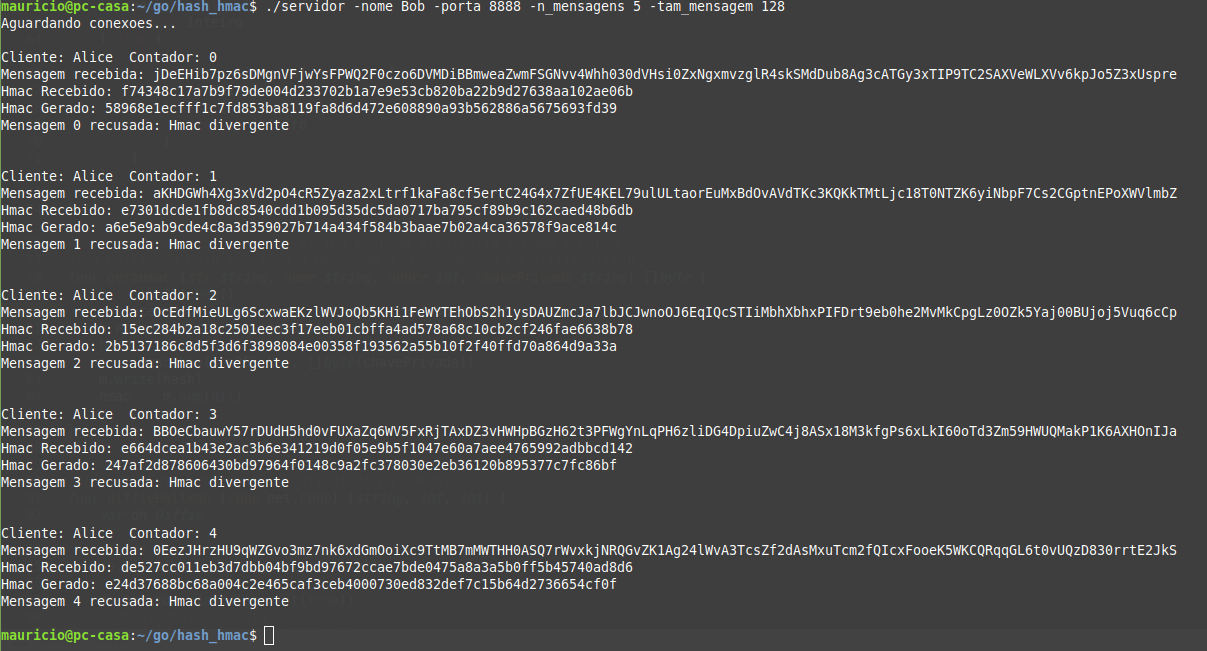 mauricio@pc-casa:~/go/hash_hmac$ ./servidor -nome Bob -porta 8888 -n_mensagens 5 -tam_mensagem 128
Aguardando conexoes...
Cliente: Alice  Contador: 0
Mensagem recebida: jDeEHib7pz6sDMgnVFjwYsFPWQ2F0czo6DVMDiBBmweaZwmFSGNvv4Whh030dVHsi0ZxNgxmvzglR4skSMdDub8Ag3cATGy3xTIP9TC2SAXVeWLXVv6kpJo5Z3xUspre
Hmac Recebido: f74348c17a7b9f79de004d233702b1a7e9e53cb820ba22b9d27638aa102ae06b
Hmac Gerado: 58968e1ecfff1c7fd853ba8119fa8d6d472e608890a93b562886a5675693fd39
Mensagem 0 recusada: Hmac divergente
Cliente: Alice  Contador: 1
Mensagem recebida: aKHDGWh4Xg3xVd2pO4cR5Zyaza2xLtrf1kaFa8cf5ertC24G4x7ZfUE4KEL79ulULtaorEuMxBdOvAVdTKc3KQKkTMtLjc18T0NTZK6yiNbpF7Cs2CGptnEPoXWVlmbZ
Hmac Recebido: e7301dcde1fb8dc8540cdd1b095d35dc5da0717ba795cf89b9c162caed48b6db
Hmac Gerado: a6e5e9ab9cde4c8a3d359027b714a434f584b3baae7b02a4ca36578f9ace814c
Mensagem 1 recusada: Hmac divergente
Cliente: Alice  Contador: 2
Mensagem recebida: OcEdfMieULg6ScxwaEKzlWVJoQb5KHi1FeWYTEhObS2h1ysDAUZmcJa7lbJCJwnoOJ6EqIQcSTIiMbhXbhxPIFDrt9eb0he2MvMkCpgLz0OZk5Yaj00BUjoj5Vuq6cCp
Hmac Recebido: 15ec284b2a18c2501eec3f17eeb01cbffa4ad578a68c10cb2cf246fae6638b78
Hmac Gerado: 2b5137186c8d5f3d6f3898084e00358f193562a55b10f2f40ffd70a864d9a33a
Mensagem 2 recusada: Hmac divergente
Cliente: Alice  Contador: 3
Mensagem recebida: BBOeCbauwY57rDUdH5hd0vFUXaZq6WV5FxRjTAxDZ3vHWHpBGzH62t3PFWgYnLqPH6zliDG4DpiuZwC4j8ASx18M3kfgPs6xLkI60oTd3Zm59HWUQMakP1K6AXHOnIJa
Hmac Recebido: e664dcea1b43e2ac3b6e341219d0f05e9b5f1047e60a7aee4765992adbbcd142
Hmac Gerado: 247af2d878606430bd97964f0148c9a2fc378030e2eb36120b895377c7fc86bf
Mensagem 3 recusada: Hmac divergente
Cliente: Alice  Contador: 4
Mensagem recebida: 0EezJHrzHU9qWZGvo3mz7nk6xdGmOoiXc9TtMB7mMWTHH0ASQ7rWvxkjNRQGvZK1Ag24lWvA3TcsZf2dAsMxuTcm2fQIcxFooeK5WKCQRqqGL6t0vUQzD830rrtE2JkS
Hmac Recebido: de527cc011eb3d7dbb04bf9bd97672ccae7bde0475a8a3a5b0ff5b45740ad8d6
Hmac Gerado: e24d37688bc68a004c2e465caf3ceb4000730ed832def7c15b64d2736654cf0f
Mensagem 4 recusada: Hmac divergente
mauricio@pc-casa:~/go/hash_hmac$